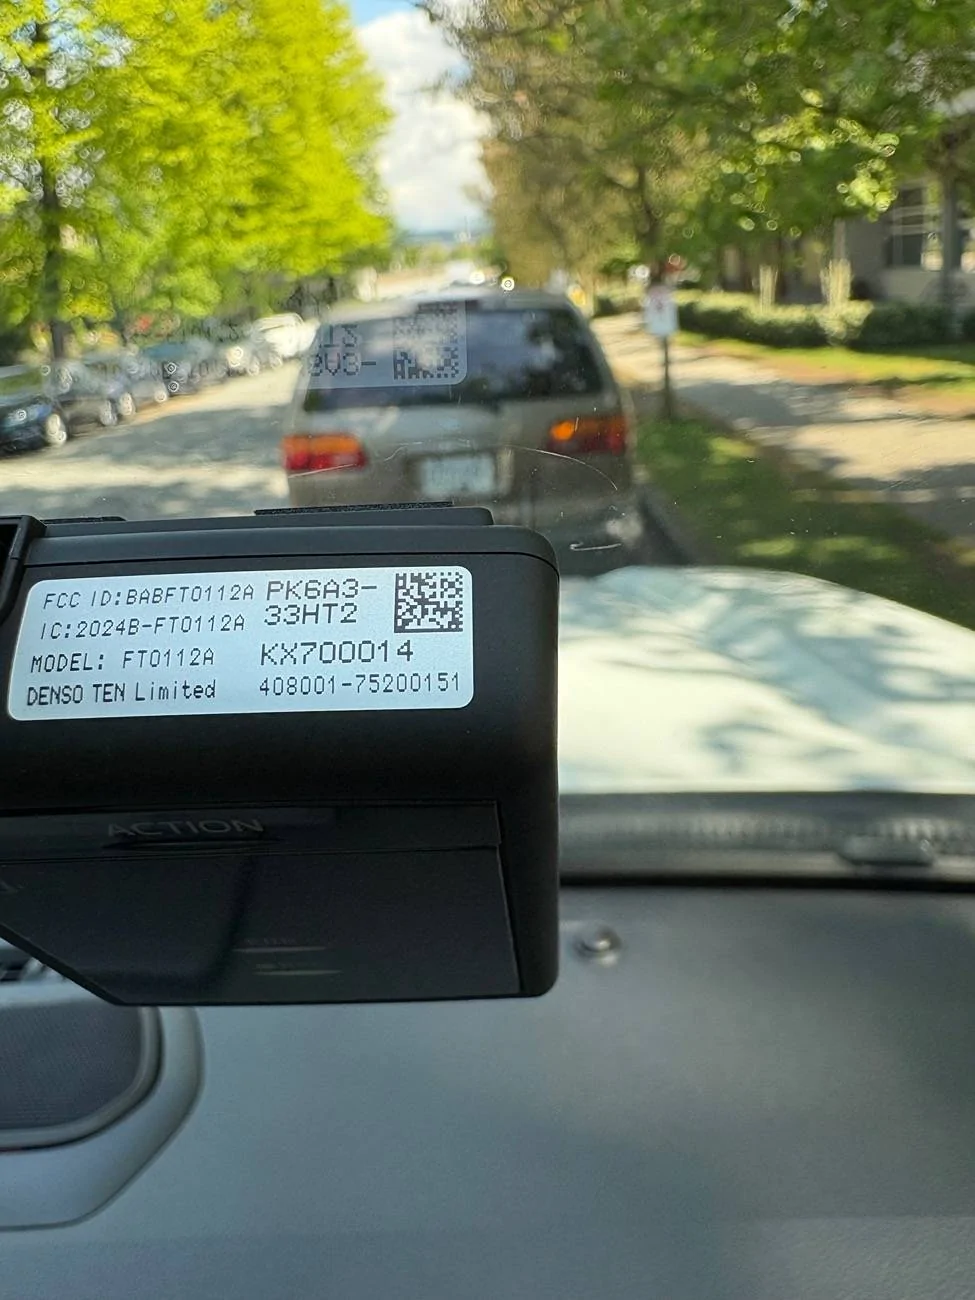 FCC ID:BABFT0112A PK6A3-
33HT2
IC:2024B-FT0112A
MODEL: FT0112A KX700014
DENSO TEN Limited 408001-75200151
ACTION